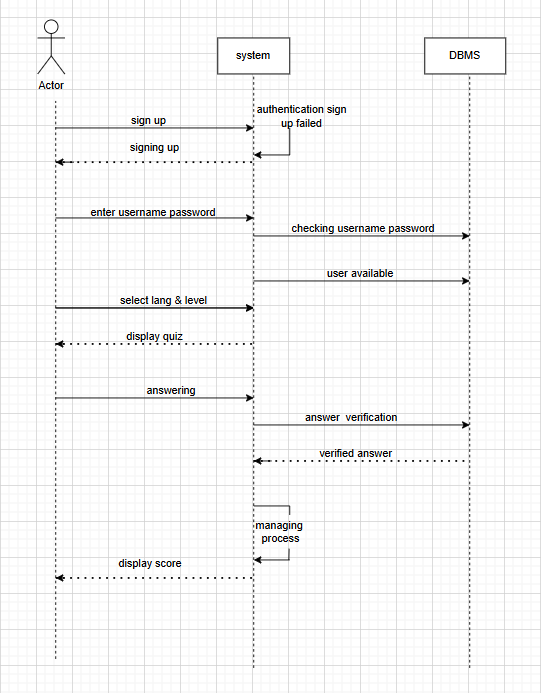 system
DBMS
Actor
authentication sign
up failed
sign up
signing up
enter username password
checking username password
user available
select lang & level
display quiz
answering
answer verification
verified answer
managing
process
display score